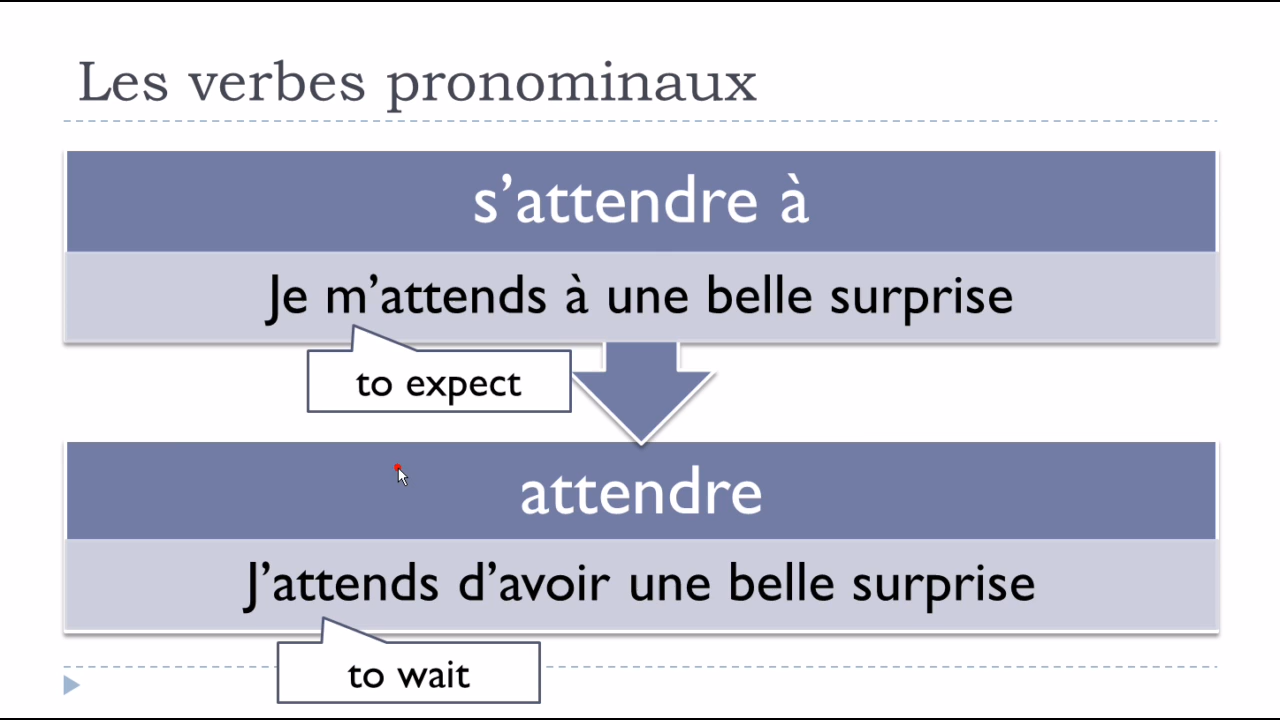 Les verbes pronominaux
s’attendre à
Je m’attends à une belle surprise
to expect
attendre
J’attends d’avoir une belle surprise
to wait